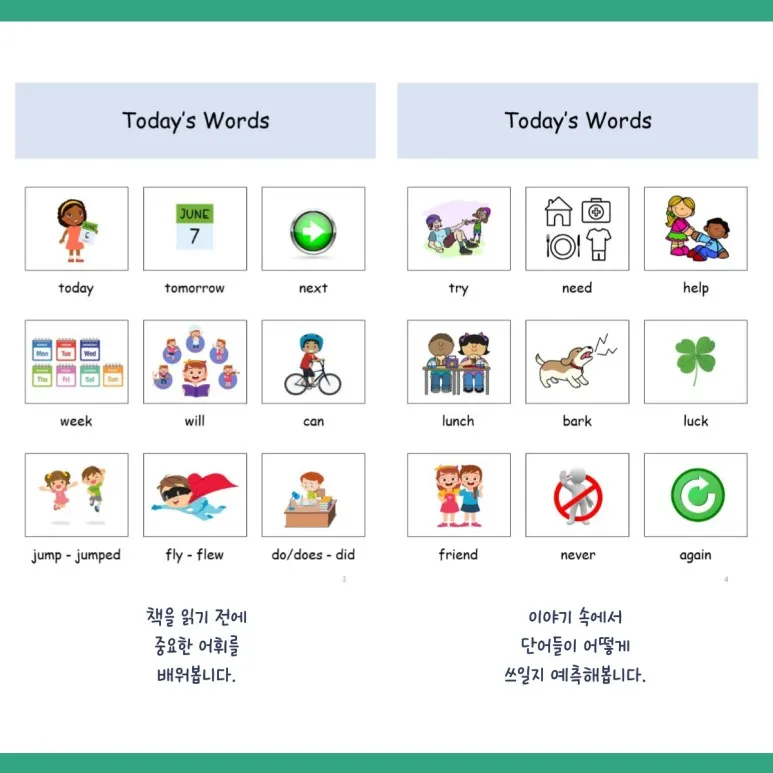 Today's Words
JUNE
6
JUNE
7
today
tomorrow
next
Mon Tue Wed
Thu Fri Sat Sun
week
will
can
jump - jumped
fly - flew
do/does - did
3
책을 읽기 전에
중요한 어휘를
배워봅니다.
Today's Words
try
need
help
lunch
bark
luck
friend
never
again
4
이야기 속에서
단어들이 어떻게
쓰일지 예측해봅니다.